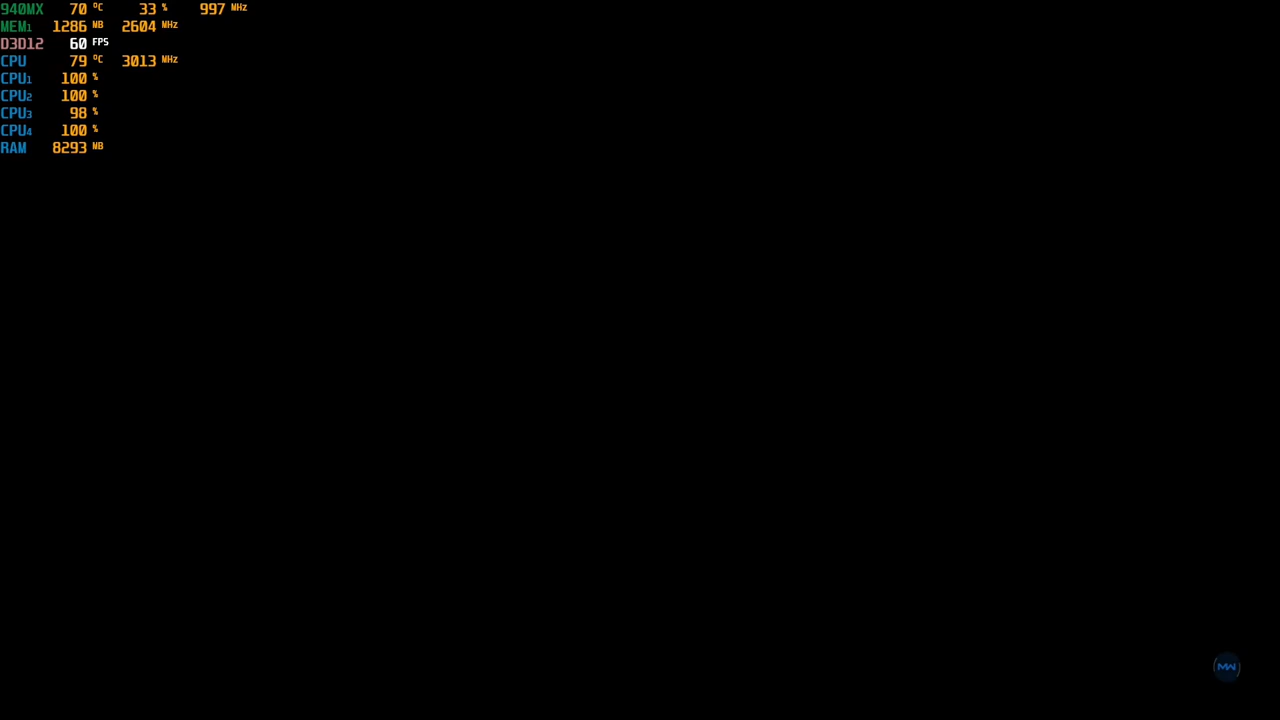 940MX 70 °C 33 % 997 MHz
MEM1 1286 MB 2604 MHz
D3D12 60 FPS
CPU 79 °C 3013 MHz
CPU1 100 %
CPU2 100 %
CPU3 98 %
CPU4 100 %
RAM 8293 MB
MW